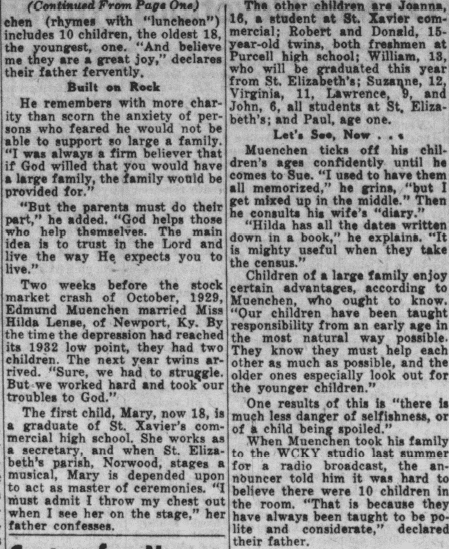 (Continued From Page One)
chen (rhymes with "luncheon")
includes 10 children, the oldest 18,
the youngest, one. "And believe
me they are a great joy," declares
their father fervently.
Built on Rock
He remembers with more char-
ity than scorn the anxiety of per-
sons who feared he would not be
able to support so large a family.
"I was always a firm believer that
if God willed that you would have
a large family, the family would be
provided for."
"But the parents must do their
part," he added. "God helps those
who help themselves. The main
idea is to trust in the Lord and
live the way He expects you to
live."
Two weeks before the stock
market crash of October, 1929,
Edmund Muenchen married Miss
Hilda Lense, of Newport, Ky. By
the time the depression had reached
its 1932 low point, they had two
children. The next year twins ar-
rived. "Sure, we had to struggle.
But we worked hard and took our
troubles to God."
The first child, Mary, now 18, is
a graduate of St. Xavier's com-
mercial high school. She works as
a secretary, and when St. Eliza-
beth's parish, Norwood, stages a
musical, Mary is depended upon
to act as master of ceremonies. "I
must admit I throw my chest out
when I see her on the stage," her
father confesses.
The other children are Joanna,
16, a student at St. Xavier com-
mercial; Robert and Donald, 15-
year-old twins, both freshmen at
Purcell high school; William, 13,
who will be graduated this year
from St. Elizabeth's; Suzanne, 12,
Virginia, 11, Lawrence, 9, and
John, 6, all students at St. Eliza-
beth's; and Paul, age one.
Let's See, Now . . .
Muenchen ticks off his chil-
dren's ages confidently until he
comes to Sue. "I used to have them
all memorized," he grins, "but I
get mixed up in the middle." Then
he consults his wife's "diary."
"Hilda has all the dates written
down in a book," he explains. "It
is mighty useful when they take
the census."
Children of a large family enjoy
certain advantages, according to
Muenchen, who ought to know.
"Our children have been taught
responsibility from an early age in
the most natural way possible.
They know they must help each
other as much as possible, and the
older ones especially look out for
the younger children."
One results of this is "there is
much less danger of selfishness, or
of a child being spoiled."
When Muenchen took his family
to the WCKY studio last summer
for a radio broadcast, the an-
nouncer told him it was hard to
believe there were 10 children in
the room. "That is because they
have always been taught to be po-
lite and considerate," declared
their father.